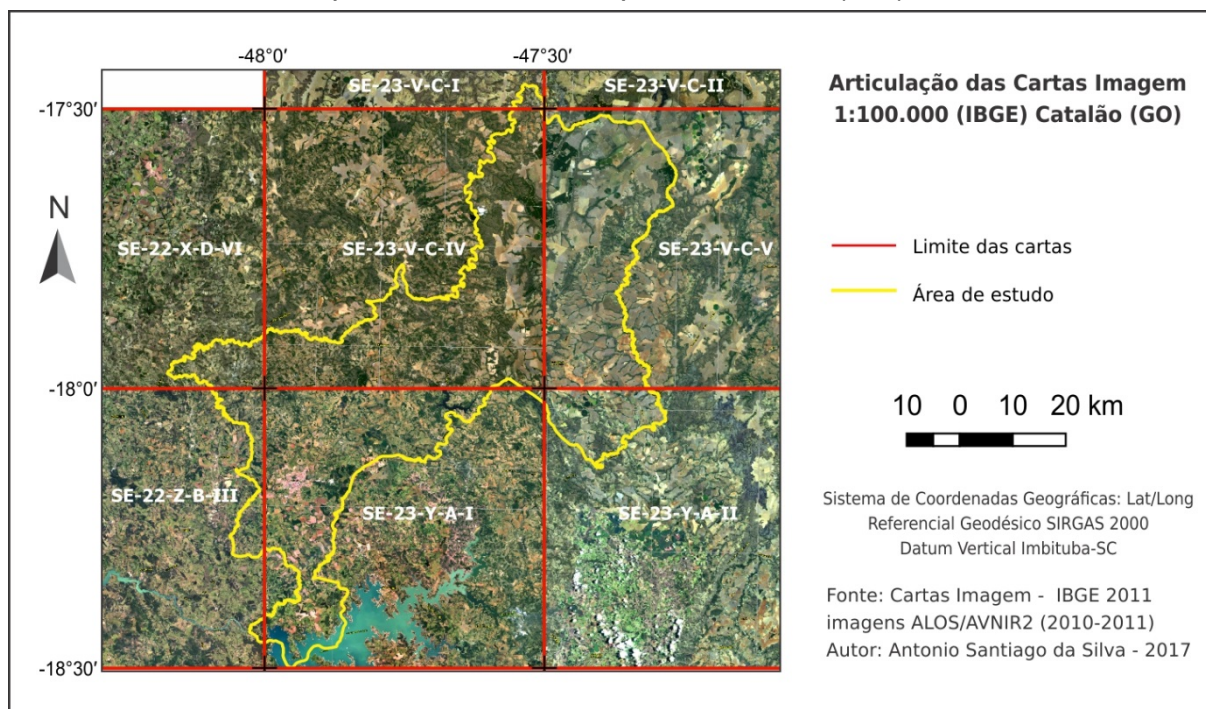 -48°0' -47°30'
SE-23-V-C-I SE-23-V-C-II
-17°30'
SE-22-X-D-VI SE-23-V-C-IV SE-23-V-C-V
-18°0'
SE-22-Z-B-III SE-23-Y-A-I SE-23-Y-A-II
-18°30'
N
Articulação das Cartas Imagem
1:100.000 (IBGE) Catalão (GO)
Limite das cartas
Área de estudo
10 0 10 20 km
Sistema de Coordenadas Geográficas: Lat/Long
Referencial Geodésico SIRGAS 2000
Datum Vertical Imbituba-SC
Fonte: Cartas Imagem - IBGE 2011
imagens ALOS/AVNIR2 (2010-2011)
Autor: Antonio Santiago da Silva - 2017